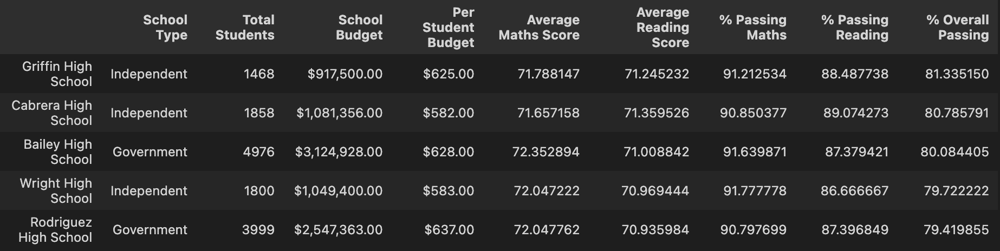 School Type Total Students School Budget Per Student Budget Average Maths Score Average Reading Score % Passing Maths % Passing Reading % Overall Passing
Griffin High School Independent 1468 $917,500.00 $625.00 71.788147 71.245232 91.212534 88.487738 81.335150
Cabrera High School Independent 1858 $1,081,356.00 $582.00 71.657158 71.359526 90.850377 89.074273 80.785791
Bailey High School Government 4976 $3,124,928.00 $628.00 72.352894 71.008842 91.639871 87.379421 80.084405
Wright High School Independent 1800 $1,049,400.00 $583.00 72.047222 70.969444 91.777778 86.666667 79.722222
Rodriguez High School Government 3999 $2,547,363.00 $637.00 72.047762 70.935984 90.797699 87.396849 79.419855